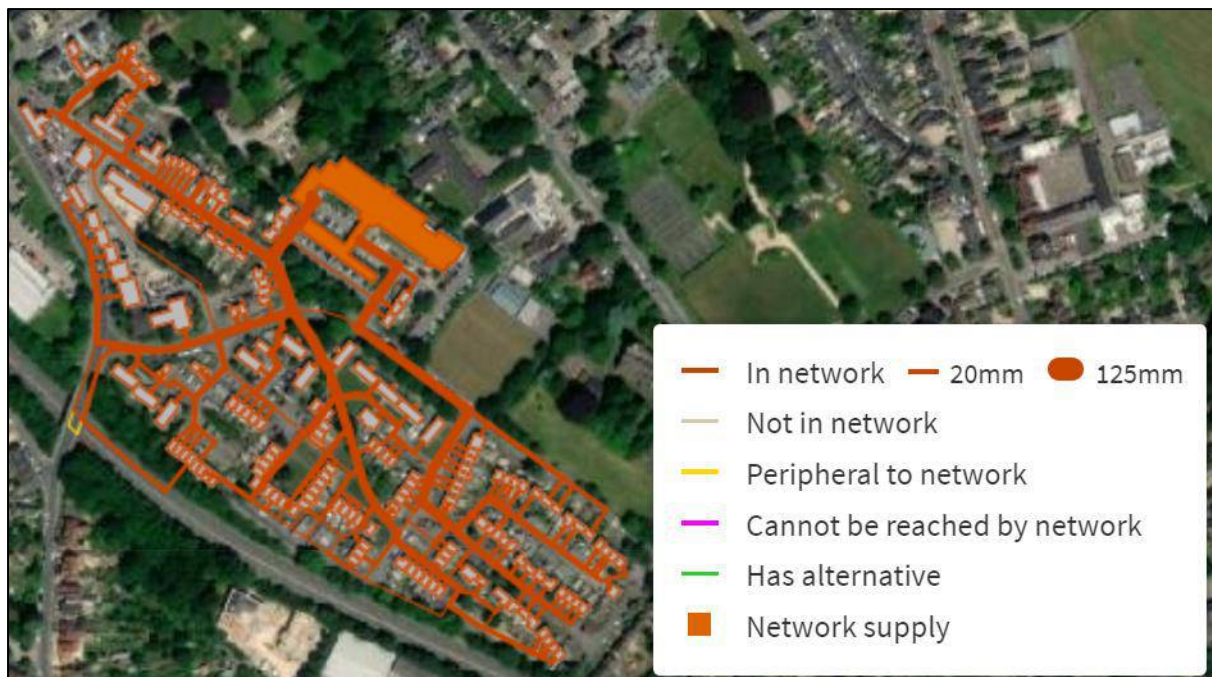 In network 20mm 125mm
Not in network
Peripheral to network
Cannot be reached by network
Has alternative
Network supply